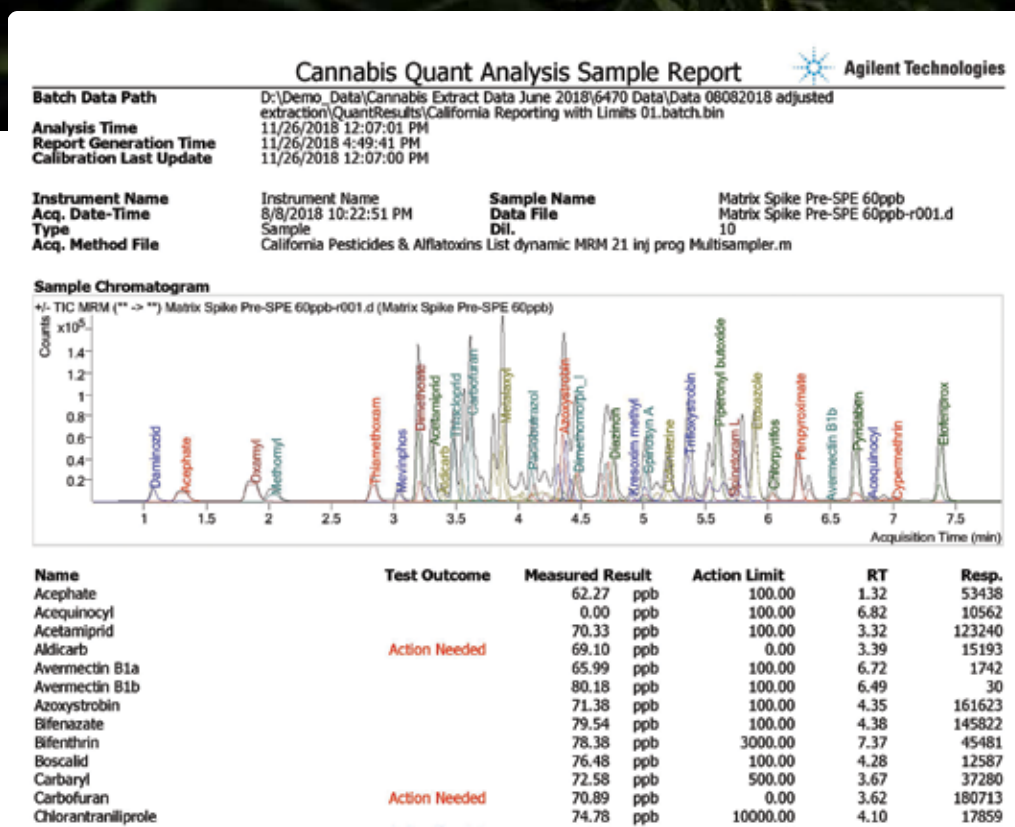 Cannabis Quant Analysis Sample Report
Agilent Technologies
Batch Data Path D:\Demo_Data\Cannabis Extract Data June 2018\6470 Data\Data 08082018 adjusted
extraction\QuantResults\California Reporting with Limits 01.batch.bin
Analysis Time 11/26/2018 12:07:01 PM
Report Generation Time 11/26/2018 4:49:41 PM
Calibration Last Update 11/26/2018 12:07:00 PM
Instrument Name Instrument Name Sample Name Matrix Spike Pre-SPE 60ppb
Acq. Date-Time 8/8/2018 10:22:51 PM Data File Matrix Spike Pre-SPE 60ppb-r001.d
Type Sample Dil. 10
Acq. Method File California Pesticides & Alflatoxins List dynamic MRM 21 inj prog Multisampler.m
Sample Chromatogram
+/- TIC MRM (** -> **) Matrix Spike Pre-SPE 60ppb-r001.d (Matrix Spike Pre-SPE 60ppb)
Counts
x10⁵
1.4
1.2
1
0.8
0.6
0.4
0.2
Daminozid
Acephate
Oxamyl
Methomyl
Thiamethoxam
Mevinphos
Dimethoate
Acetamiprid
Aldicarb
Thiacloprid
Carbofuran
Metalaxyl
Paclobutrazol
Azoxystrobin
Dimethomorph_I
Diazinon
Kresoxim methyl
Spinosyn A
Trifloxystrobin
Piperonyl butoxide
Spinetoram L
Etoxazole
Chlorpyrifos
Fenpyroximate
Avermectin B1b
Pyridaben
Acequinocyl
Cypermethrin
Etofenprox
1 1.5 2 2.5 3 3.5 4 4.5 5 5.5 6 6.5 7 7.5
Acquisition Time (min)
Name Test Outcome Measured Result Action Limit RT Resp.
Acephate 62.27 ppb 100.00 1.32 53438
Acequinocyl 0.00 ppb 100.00 6.82 10562
Acetamiprid 70.33 ppb 100.00 3.32 123240
Aldicarb Action Needed 69.10 ppb 0.00 3.39 15193
Avermectin B1a 65.99 ppb 100.00 6.72 1742
Avermectin B1b 80.18 ppb 100.00 6.49 30
Azoxystrobin 71.38 ppb 100.00 4.35 161623
Bifenazate 79.54 ppb 100.00 4.38 145822
Bifenthrin 78.38 ppb 3000.00 7.37 45481
Boscalid 76.48 ppb 100.00 4.28 12587
Carbaryl 72.58 ppb 500.00 3.67 37280
Carbofuran Action Needed 70.89 ppb 0.00 3.62 180713
Chlorantraniliprole 74.78 ppb 10000.00 4.10 17859